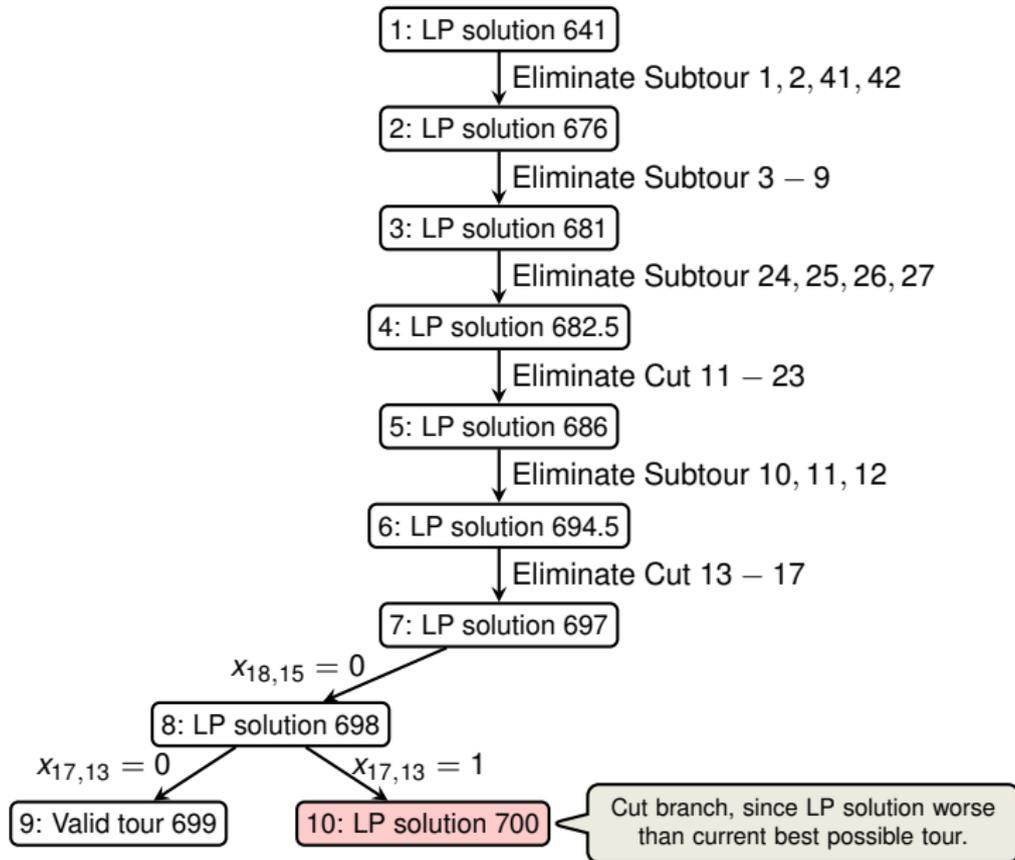 1: LP solution 641
Eliminate Subtour 1, 2, 41, 42
2: LP solution 676
Eliminate Subtour 3 − 9
3: LP solution 681
Eliminate Subtour 24, 25, 26, 27
4: LP solution 682.5
Eliminate Cut 11 − 23
5: LP solution 686
Eliminate Subtour 10, 11, 12
6: LP solution 694.5
Eliminate Cut 13 − 17
7: LP solution 697
x18,15 = 0
8: LP solution 698
x17,13 = 0
x17,13 = 1
9: Valid tour 699
10: LP solution 700
Cut branch, since LP solution worse
than current best possible tour.